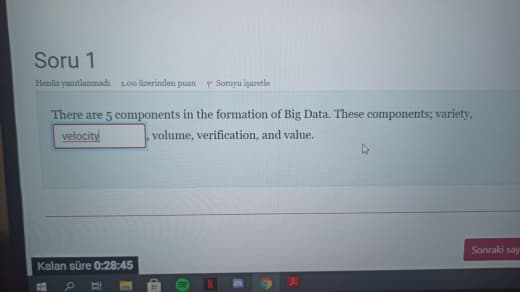 Soru 1
Henüz yanıtlanmadı 1.00 üzerinden puan Soruyu işaretle
There are 5 components in the formation of Big Data. These components; variety,
velocity , volume, verification, and value.
Sonraki say
Kalan süre 0:28:45